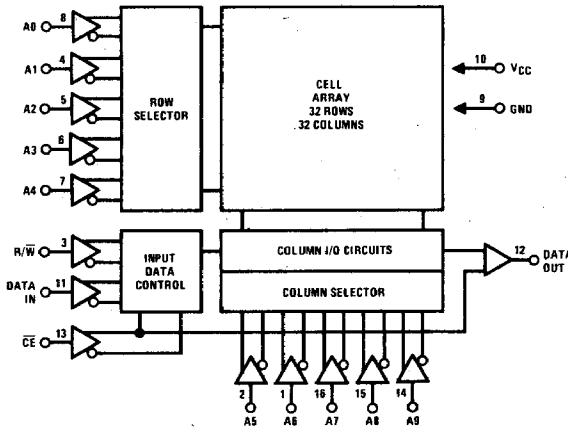 A0 8
A1 4
A2 5
A3 6
A4 7
ROW
SELECTOR
CELL
ARRAY
32 ROWS
32 COLUMNS
10 VCC
9 GND
R/W̅ 3
DATA
IN 11
C̅E̅ 13
INPUT
DATA
CONTROL
COLUMN I/O CIRCUITS
COLUMN SELECTOR
12 DATA
OUT
2 1 16 15 14
A5 A6 A7 A8 A9